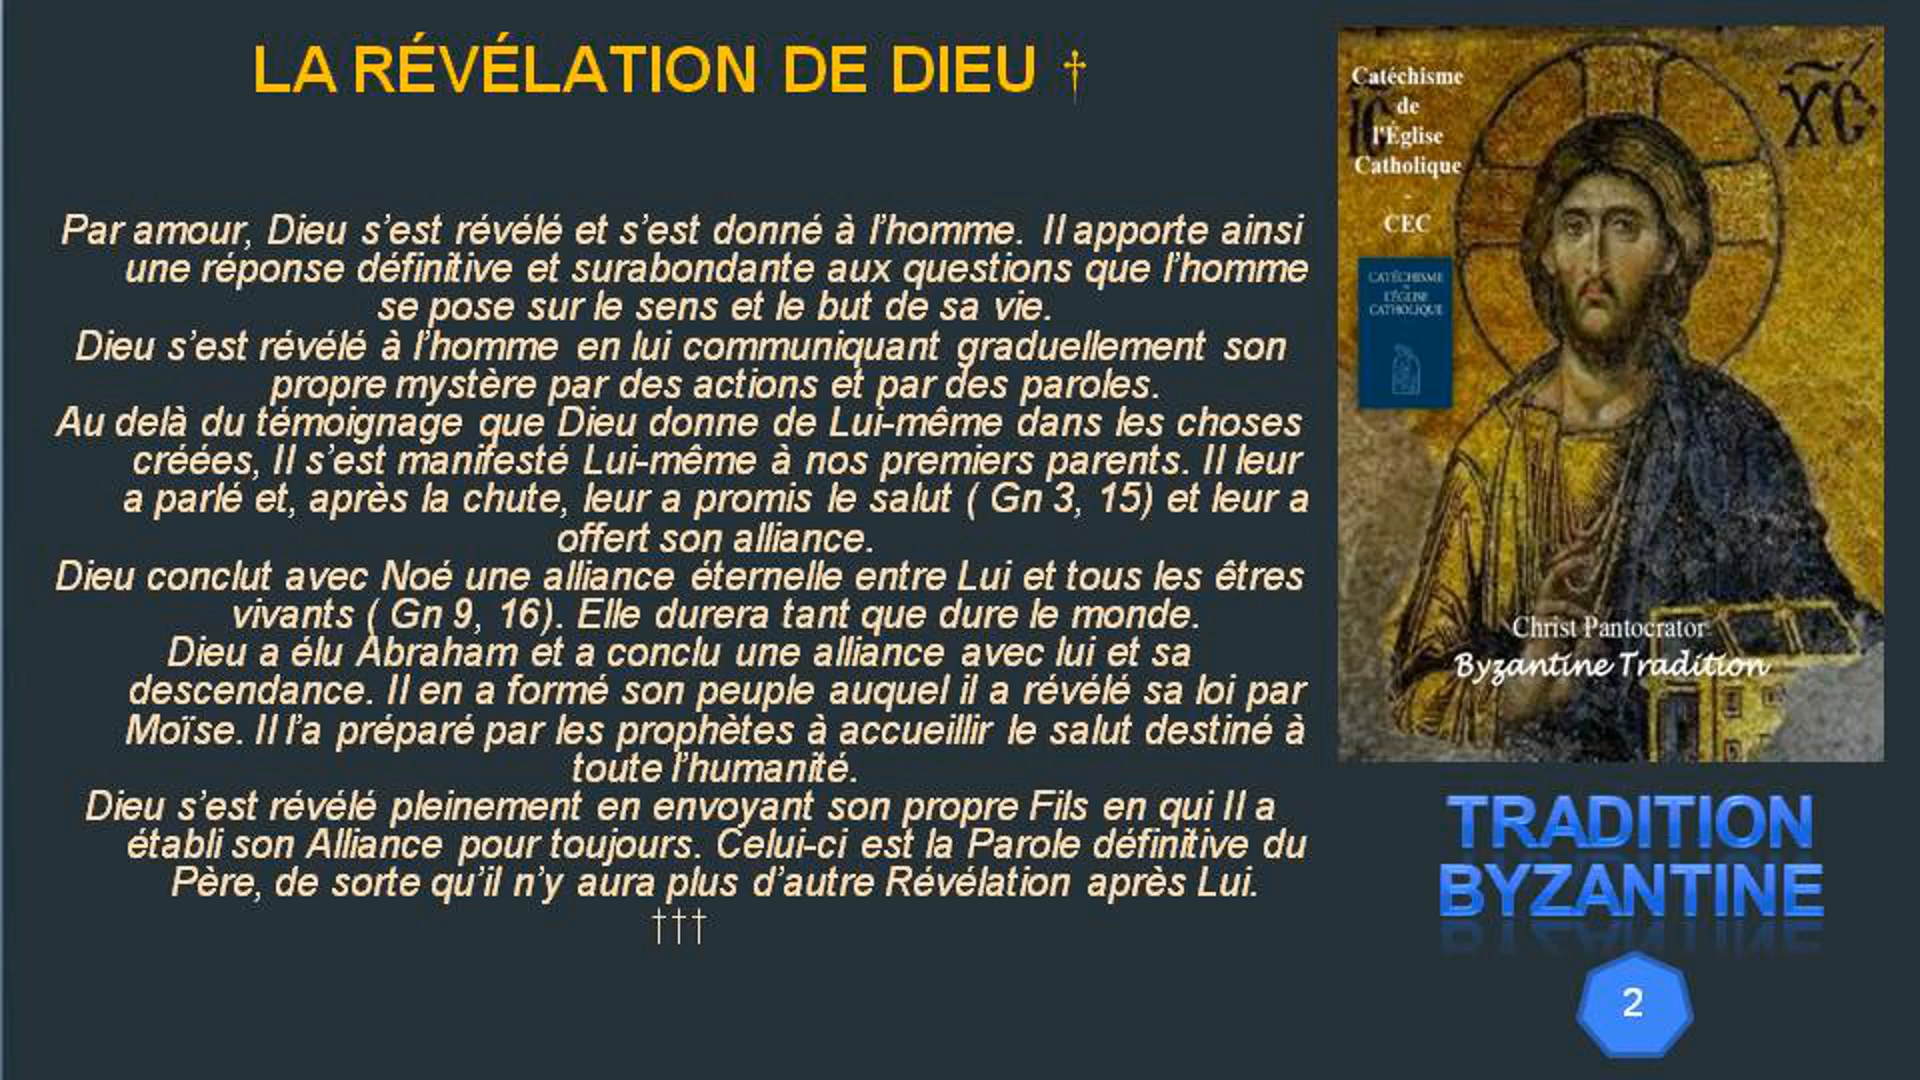 LA RÉVÉLATION DE DIEU †
Par amour, Dieu s’est révélé et s’est donné à l’homme. Il apporte ainsi
une réponse définitive et surabondante aux questions que l’homme
se pose sur le sens et le but de sa vie.
Dieu s’est révélé à l’homme en lui communiquant graduellement son
propre mystère par des actions et par des paroles.
Au delà du témoignage que Dieu donne de Lui-même dans les choses
créées, Il s’est manifesté Lui-même à nos premiers parents. Il leur
a parlé et, après la chute, leur a promis le salut ( Gn 3, 15) et leur a
offert son alliance.
Dieu conclut avec Noé une alliance éternelle entre Lui et tous les êtres
vivants ( Gn 9, 16). Elle durera tant que dure le monde.
Dieu a élu Abraham et a conclu une alliance avec lui et sa
descendance. Il en a formé son peuple auquel il a révélé sa loi par
Moïse. Il l’a préparé par les prophètes à accueillir le salut destiné à
toute l’humanité.
Dieu s’est révélé pleinement en envoyant son propre Fils en qui Il a
établi son Alliance pour toujours. Celui-ci est la Parole définitive du
Père, de sorte qu’il n’y aura plus d’autre Révélation après Lui.
†††
Catéchisme
de
l'Église
Catholique
-
CEC
IC
XC
CATÉCHISME
DE
L'ÉGLISE
CATHOLIQUE
Christ Pantocrator
Byzantine Tradition
TRADITION
BYZANTINE
2